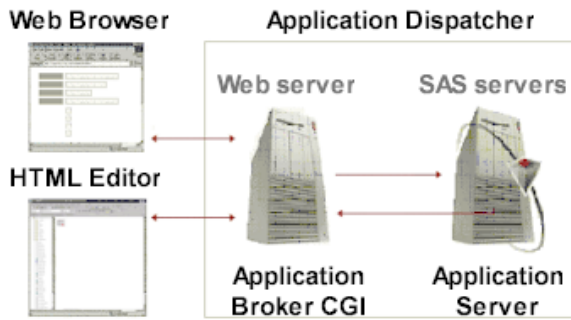 Web Browser
Application Dispatcher
Web server
SAS servers
HTML Editor
Application
Broker CGI
Application
Server